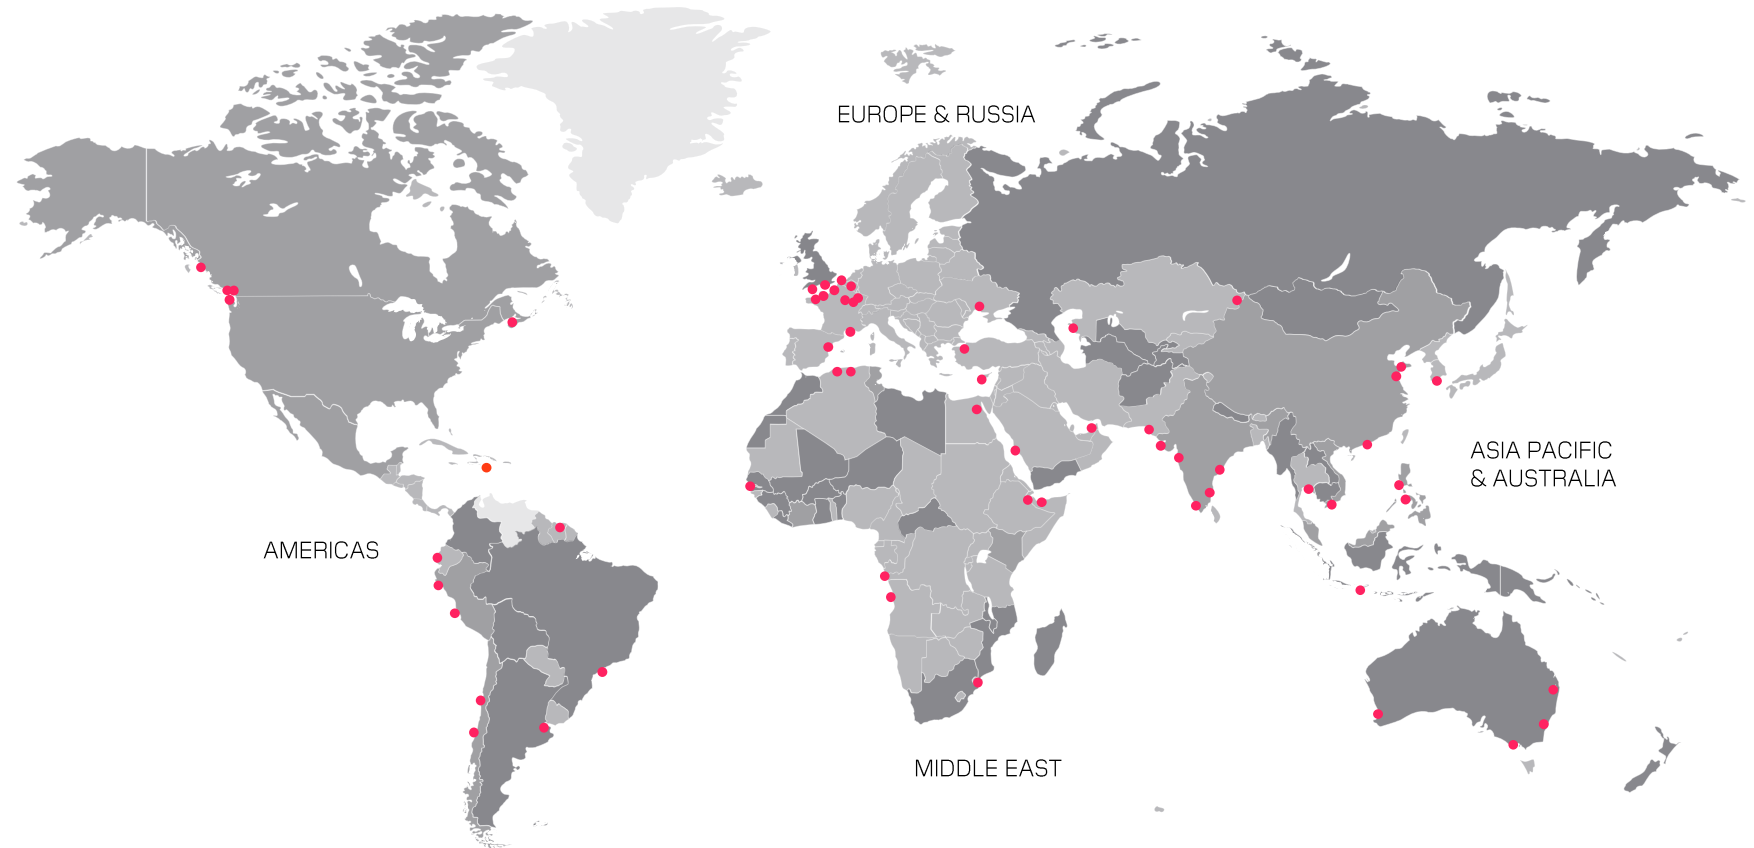 EUROPE & RUSSIA
ASIA PACIFIC
& AUSTRALIA
AMERICAS
MIDDLE EAST